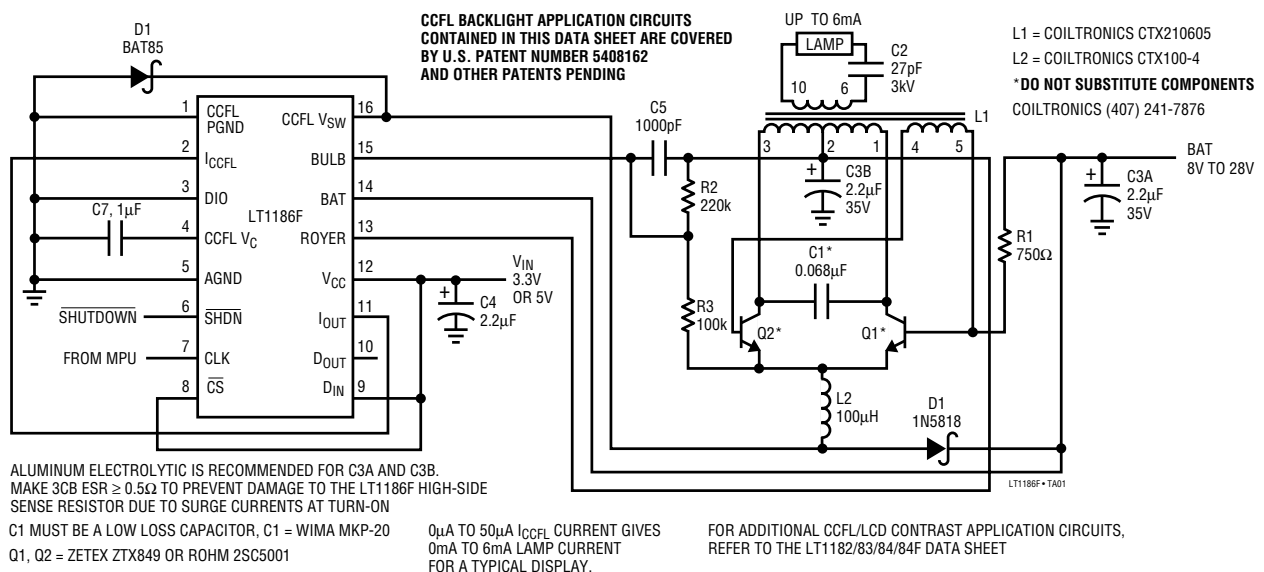 CCFL BACKLIGHT APPLICATION CIRCUITS
CONTAINED IN THIS DATA SHEET ARE COVERED
BY U.S. PATENT NUMBER 5408162
AND OTHER PATENTS PENDING
UP TO 6mA
LAMP
C2
27pF
3kV
10
6
L1 = COILTRONICS CTX210605
L2 = COILTRONICS CTX100-4
*DO NOT SUBSTITUTE COMPONENTS
COILTRONICS (407) 241-7876
D1
BAT85
1
CCFL
PGND
2
ICCFL
3
DIO
C7, 1µF
4
CCFL VC
5
AGND
SHUTDOWN
6
SHDN
FROM MPU
7
CLK
8
CS
LT1186F
CCFL VSW
16
BULB
15
BAT
14
ROYER
13
VCC
12
IOUT
11
DOUT
10
DIN
9
VIN
3.3V
OR 5V
+
C4
2.2µF
C5
1000pF
R2
220k
R3
100k
L1
3
2
1
4
5
+
C3B
2.2µF
35V
C1*
0.068µF
Q2*
Q1*
L2
100µH
D1
1N5818
R1
750Ω
BAT
8V TO 28V
+
C3A
2.2µF
35V
LT1186F • TA01
ALUMINUM ELECTROLYTIC IS RECOMMENDED FOR C3A AND C3B.
MAKE 3CB ESR ≥ 0.5Ω TO PREVENT DAMAGE TO THE LT1186F HIGH-SIDE
SENSE RESISTOR DUE TO SURGE CURRENTS AT TURN-ON
C1 MUST BE A LOW LOSS CAPACITOR, C1 = WIMA MKP-20
Q1, Q2 = ZETEX ZTX849 OR ROHM 2SC5001
0µA TO 50µA ICCFL CURRENT GIVES
0mA TO 6mA LAMP CURRENT
FOR A TYPICAL DISPLAY.
FOR ADDITIONAL CCFL/LCD CONTRAST APPLICATION CIRCUITS,
REFER TO THE LT1182/83/84/84F DATA SHEET